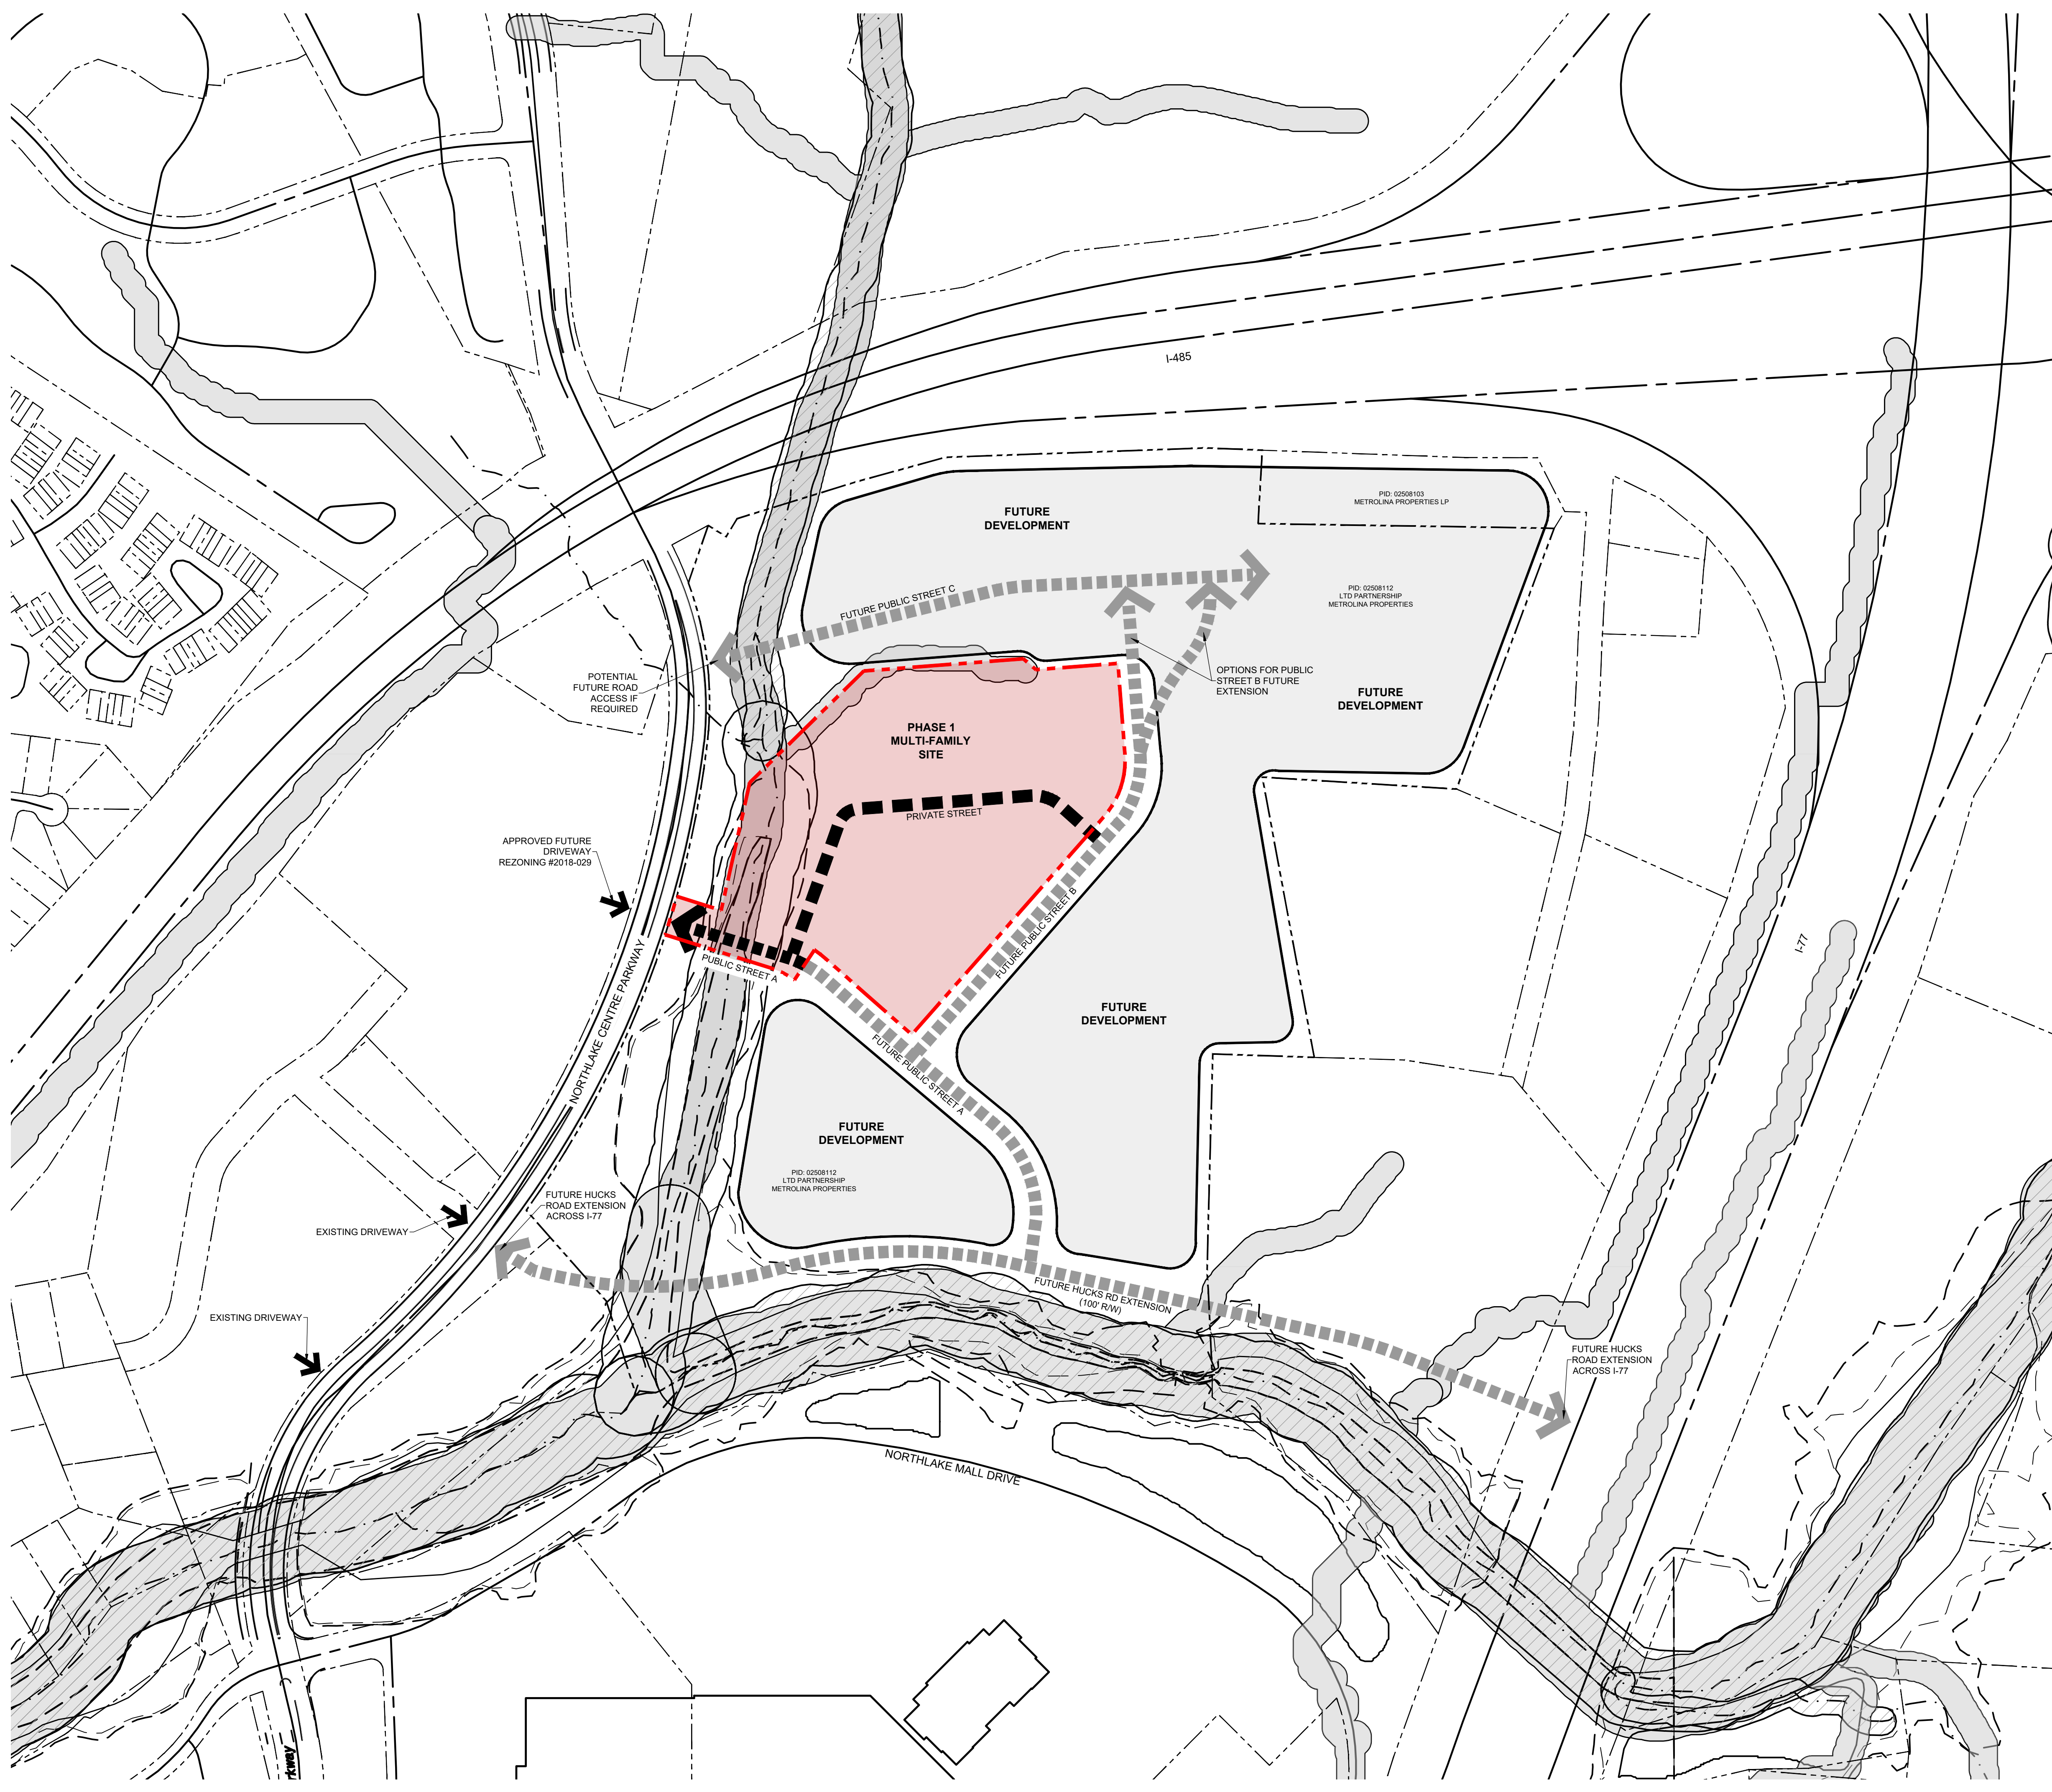 I-485
PID: 02508103
METROLINA PROPERTIES LP
FUTURE
DEVELOPMENT
PID: 02508112
LTD PARTNERSHIP
METROLINA PROPERTIES
FUTURE PUBLIC STREET C
POTENTIAL
FUTURE ROAD
ACCESS IF
REQUIRED
OPTIONS FOR PUBLIC
STREET B FUTURE
EXTENSION
FUTURE
DEVELOPMENT
PHASE 1
MULTI-FAMILY
SITE
PRIVATE STREET
APPROVED FUTURE
DRIVEWAY
REZONING #2018-029
FUTURE PUBLIC STREET B
I-77
NORTHLAKE CENTRE PARKWAY
PUBLIC STREET A
FUTURE
DEVELOPMENT
FUTURE PUBLIC STREET A
FUTURE
DEVELOPMENT
PID: 02508112
LTD PARTNERSHIP
METROLINA PROPERTIES
FUTURE HUCKS
ROAD EXTENSION
ACROSS I-77
EXISTING DRIVEWAY
FUTURE HUCKS RD EXTENSION
(100' R/W)
EXISTING DRIVEWAY
FUTURE HUCKS
ROAD EXTENSION
ACROSS I-77
NORTHLAKE MALL DRIVE
rkway